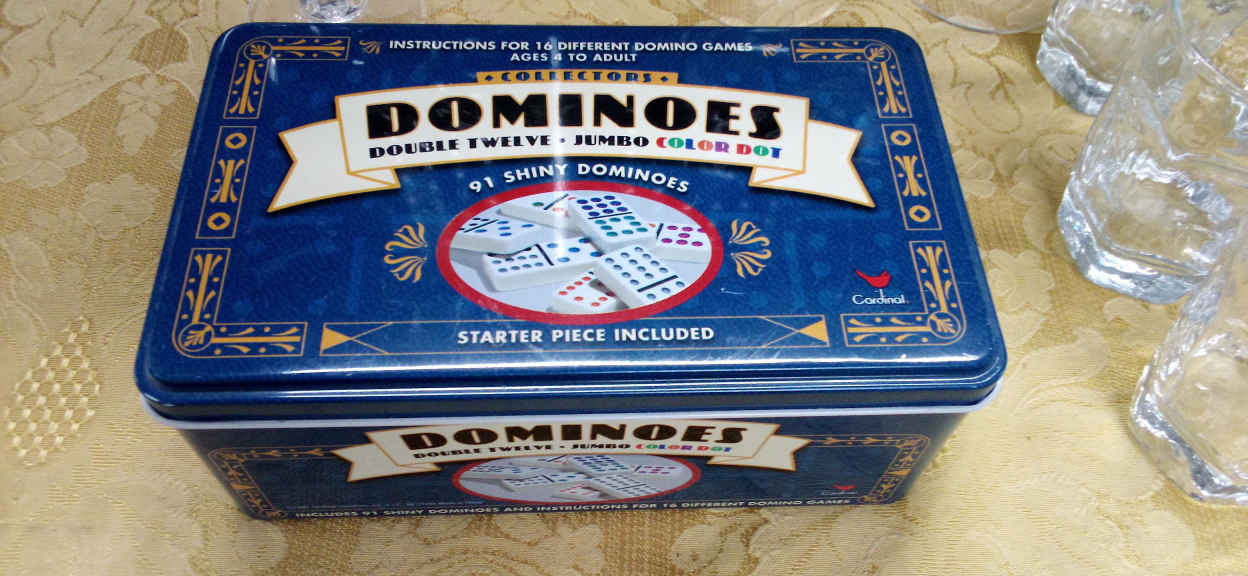 INSTRUCTIONS FOR 16 DIFFERENT DOMINO GAMES
AGES 4 TO ADULT
• COLLECTORS •
DOMINOES
DOUBLE TWELVE • JUMBO COLOR DOT
91 SHINY DOMINOES
Cardinal
STARTER PIECE INCLUDED
DOMINOES
DOUBLE TWELVE • JUMBO COLOR DOT
Cardinal
INCLUDES 91 SHINY DOMINOES AND INSTRUCTIONS FOR 16 DIFFERENT DOMINO GAMES